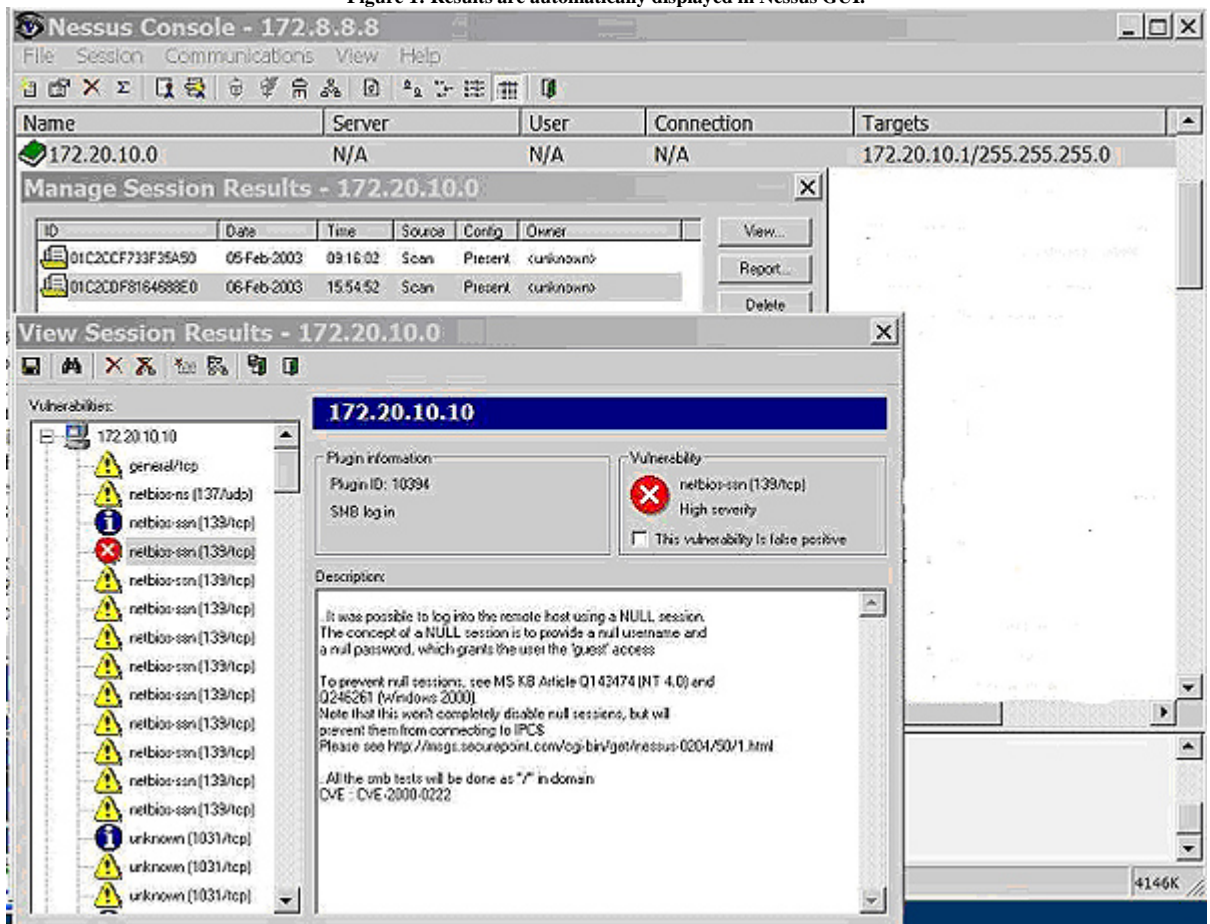 Figure 1: Results are automatically displayed in Nessus GUI.
Nessus Console - 172.8.8.8
File Session Communications View Help
Name Server User Connection Targets
172.20.10.0 N/A N/A N/A 172.20.10.1/255.255.255.0
Manage Session Results - 172.20.10.0
ID Date Time Source Config Owner
01C2CCF733F35A50 05-Feb-2003 09:16:02 Scan Present <unknown>
01C2CDF8164688E0 06-Feb-2003 15:54:52 Scan Present <unknown>
View...
Report...
Delete
View Session Results - 172.20.10.0
Vulnerabilities:
172.20.10.10
general/tcp
netbios-ns (137/udp)
netbios-ssn (139/tcp)
netbios-ssn (139/tcp)
netbios-ssn (139/tcp)
netbios-ssn (139/tcp)
netbios-ssn (139/tcp)
netbios-ssn (139/tcp)
netbios-ssn (139/tcp)
netbios-ssn (139/tcp)
netbios-ssn (139/tcp)
netbios-ssn (139/tcp)
netbios-ssn (139/tcp)
unknown (1031/tcp)
unknown (1031/tcp)
unknown (1031/tcp)
172.20.10.10
Plugin information
Plugin ID: 10394
SMB log in
Vulnerability
netbios-ssn (139/tcp)
High severity
This vulnerability is false positive
Description:
. It was possible to log into the remote host using a NULL session.
The concept of a NULL session is to provide a null username and
a null password, which grants the user the 'guest' access
To prevent null sessions, see MS KB Article Q143474 (NT 4.0) and
Q246261 (Windows 2000).
Note that this won't completely disable null sessions, but will
prevent them from connecting to IPC$
Please see http://msgs.securepoint.com/cgi-bin/get/nessus-0204/50/1.html
. All the smb tests will be done as ''/'' in domain
CVE : CVE-2000-0222
4146K